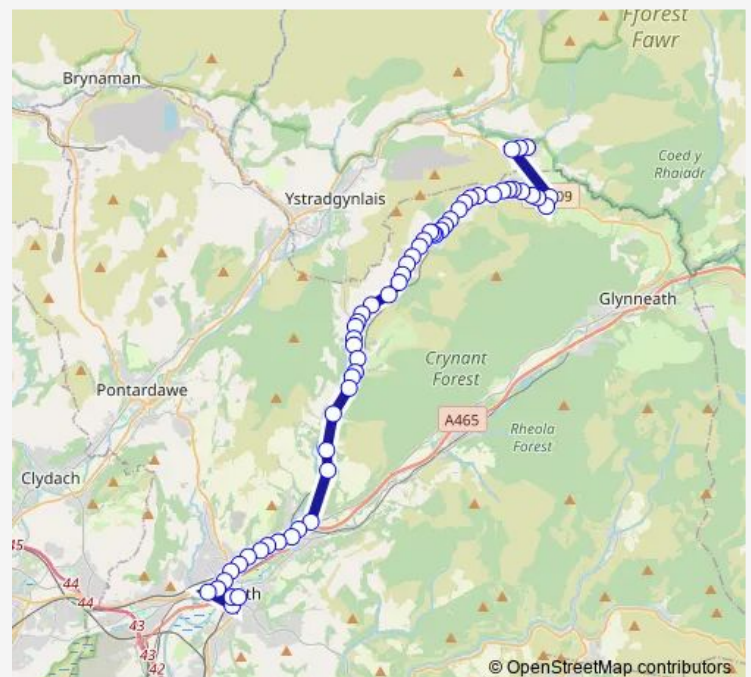 Fforest
Fawr
Brynaman
Coed y
Rhaiadr
Ystradgynlais
09
Glynneath
Crynant
Forest
Pontardawe
A465
Rheola
Forest
Clydach
45
44
44
th
43
43
42
© OpenStreetMap contributors